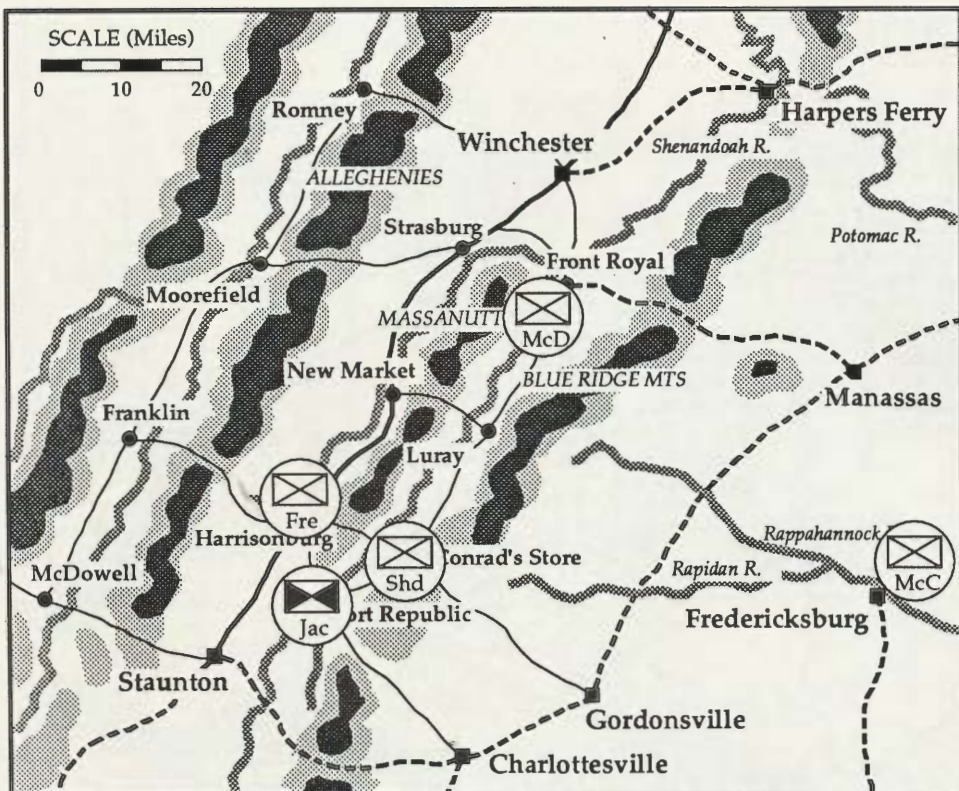 SCALE (Miles)
0 10 20
Romney
Harpers Ferry
Winchester
Shenandoah R.
ALLEGHENIES
Strasburg
Potomac R.
Front Royal
Moorefield
MASSANUTT
McD
New Market
BLUE RIDGE MTS
Manassas
Franklin
Luray
Fre
Harrisonburg
Rappahannock
Conrad's Store
McDowell
Shd
Rapidan R.
McC
Jac
ort Republic
Fredericksburg
Staunton
Gordonsville
Charlottesville